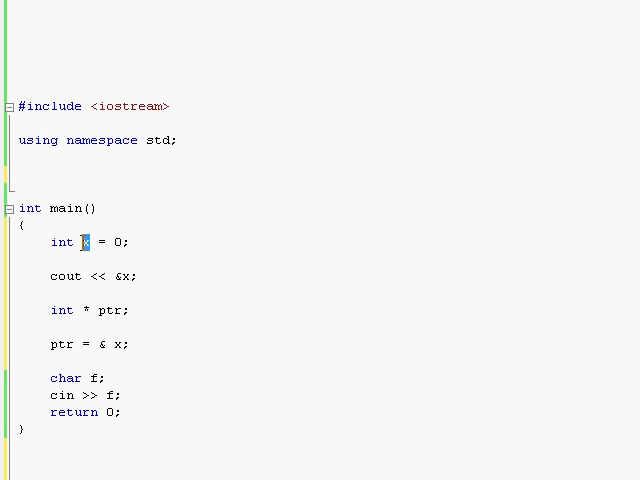 #include <iostream>
using namespace std;
int main()
{
int x = 0;
cout << &x;
int * ptr;
ptr = & x;
char f;
cin >> f;
return 0;
}